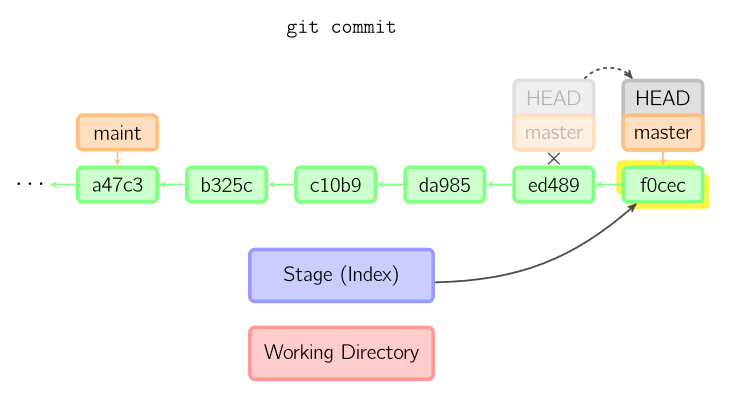 git commit
HEAD HEAD
maint master master
... a47c3 b325c c10b9 da985 ed489 f0cec
Stage (Index)
Working Directory